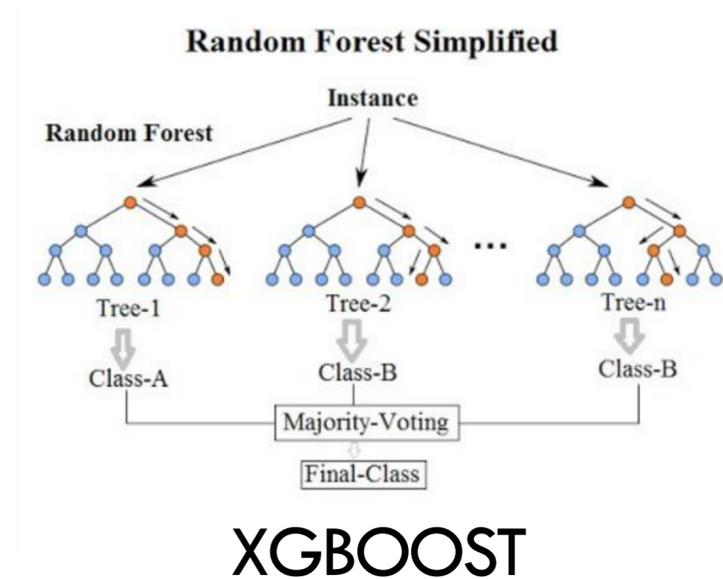 Random Forest Simplified
Instance
Random Forest
...
Tree-1 Tree-2 Tree-n
Class-A Class-B Class-B
Majority-Voting
Final-Class
XGBOOST